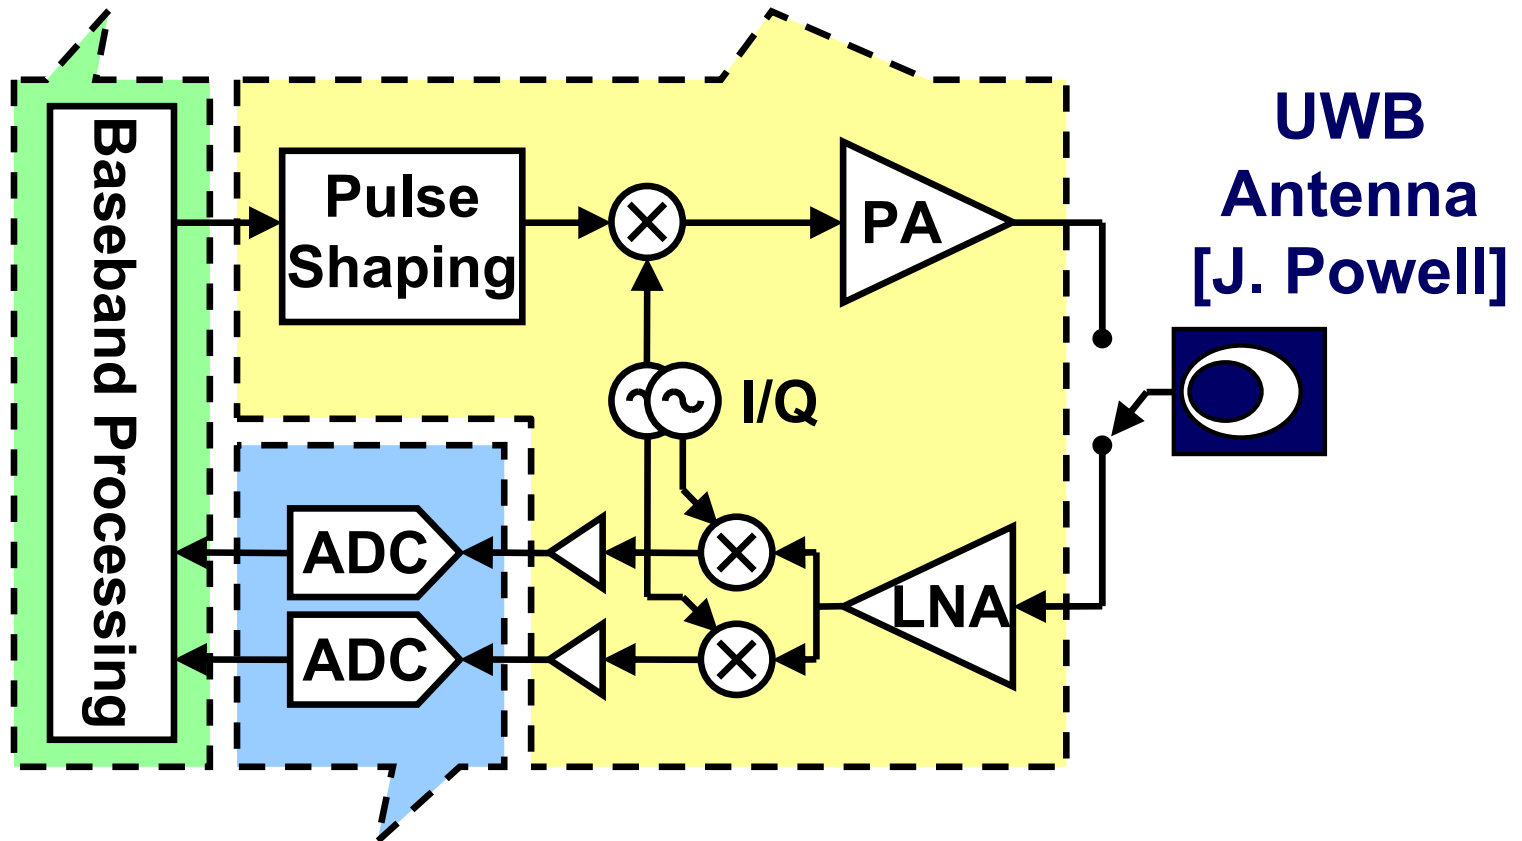 Baseband Processing
Pulse
Shaping
PA
UWB
Antenna
[J. Powell]
I/Q
ADC
ADC
LNA